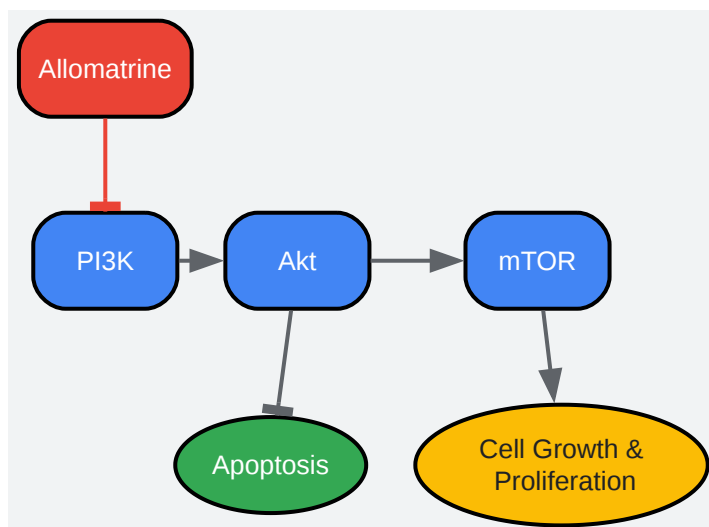 Allomatrine
PI3K
Akt
mTOR
Apoptosis
Cell Growth &
Proliferation